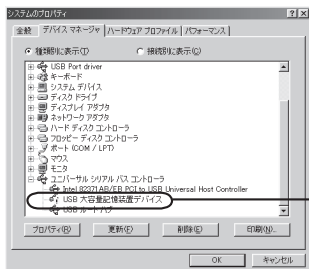 システムのプロパティ
全般 デバイス マネージャ ハードウェア プロファイル パフォーマンス
種類別に表示(T) 接続別に表示(C)
USB Port driver
キーボード
システム デバイス
ディスク ドライブ
ディスプレイ アダプタ
ネットワーク アダプタ
ハード ディスク コントローラ
フロッピー ディスク コントローラ
ポート (COM / LPT)
マウス
モニタ
ユニバーサル シリアル バス コントローラ
Intel 82371AB/EB PCI to USB Universal Host Controller
USB 大容量記憶装置デバイス
USB ルート ハブ
プロパティ(R) 更新(F) 削除(E) 印刷(N)...
OK キャンセル